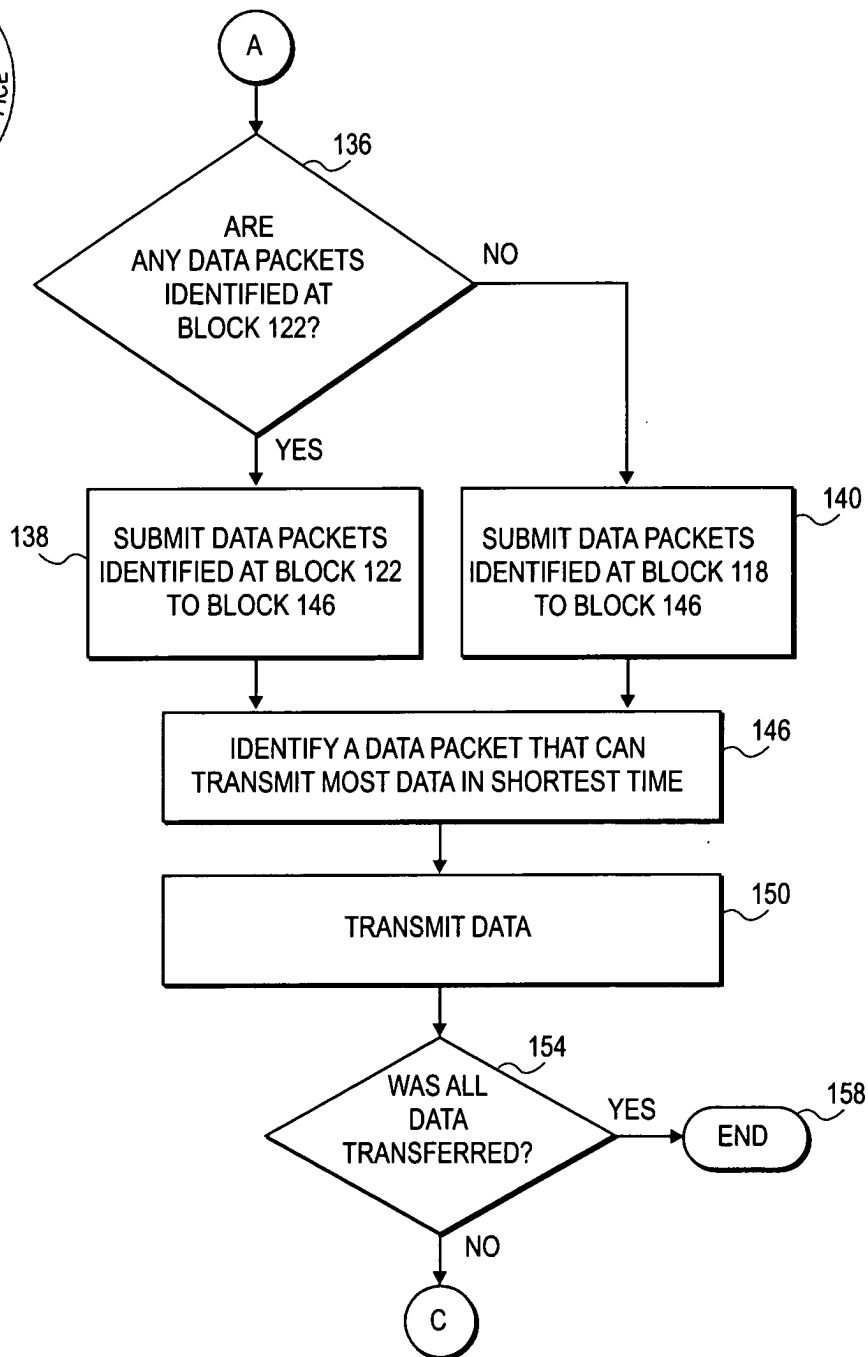 A
136
ARE
ANY DATA PACKETS
IDENTIFIED AT
BLOCK 122?
NO
YES
138
SUBMIT DATA PACKETS
IDENTIFIED AT BLOCK 122
TO BLOCK 146
140
SUBMIT DATA PACKETS
IDENTIFIED AT BLOCK 118
TO BLOCK 146
IDENTIFY A DATA PACKET THAT CAN
TRANSMIT MOST DATA IN SHORTEST TIME
146
TRANSMIT DATA
150
154
WAS ALL
DATA
TRANSFERRED?
YES
END
158
NO
C